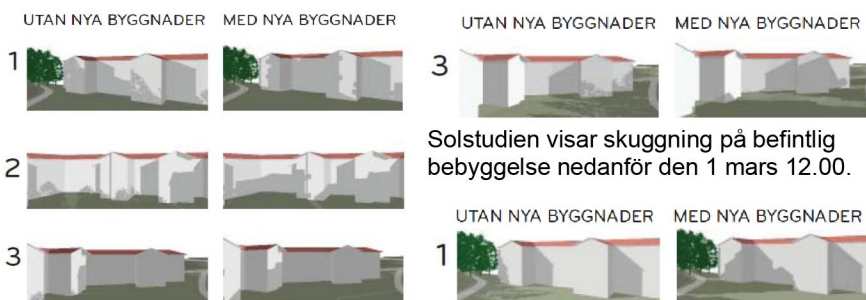 UTAN NYA BYGGNADER MED NYA BYGGNADER
1
2
3
UTAN NYA BYGGNADER MED NYA BYGGNADER
3
Solstudien visar skuggning på befintlig
bebyggelse nedanför den 1 mars 12.00.
UTAN NYA BYGGNADER MED NYA BYGGNADER
1